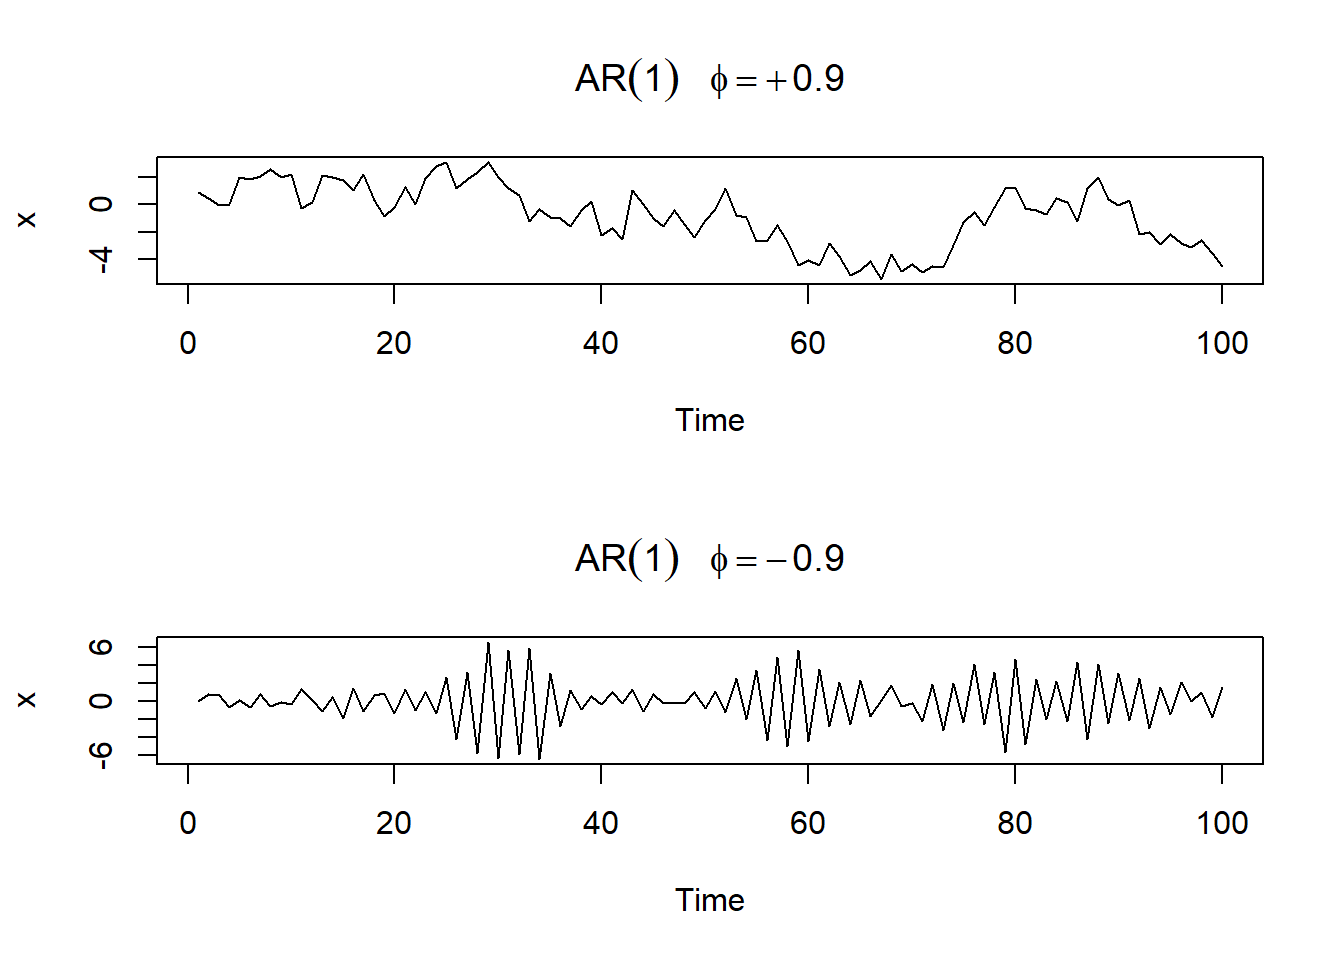 AR(1) ϕ = +0.9
x
0
-4
0 20 40 60 80 100
Time
AR(1) ϕ = −0.9
x
6
0
-6
0 20 40 60 80 100
Time